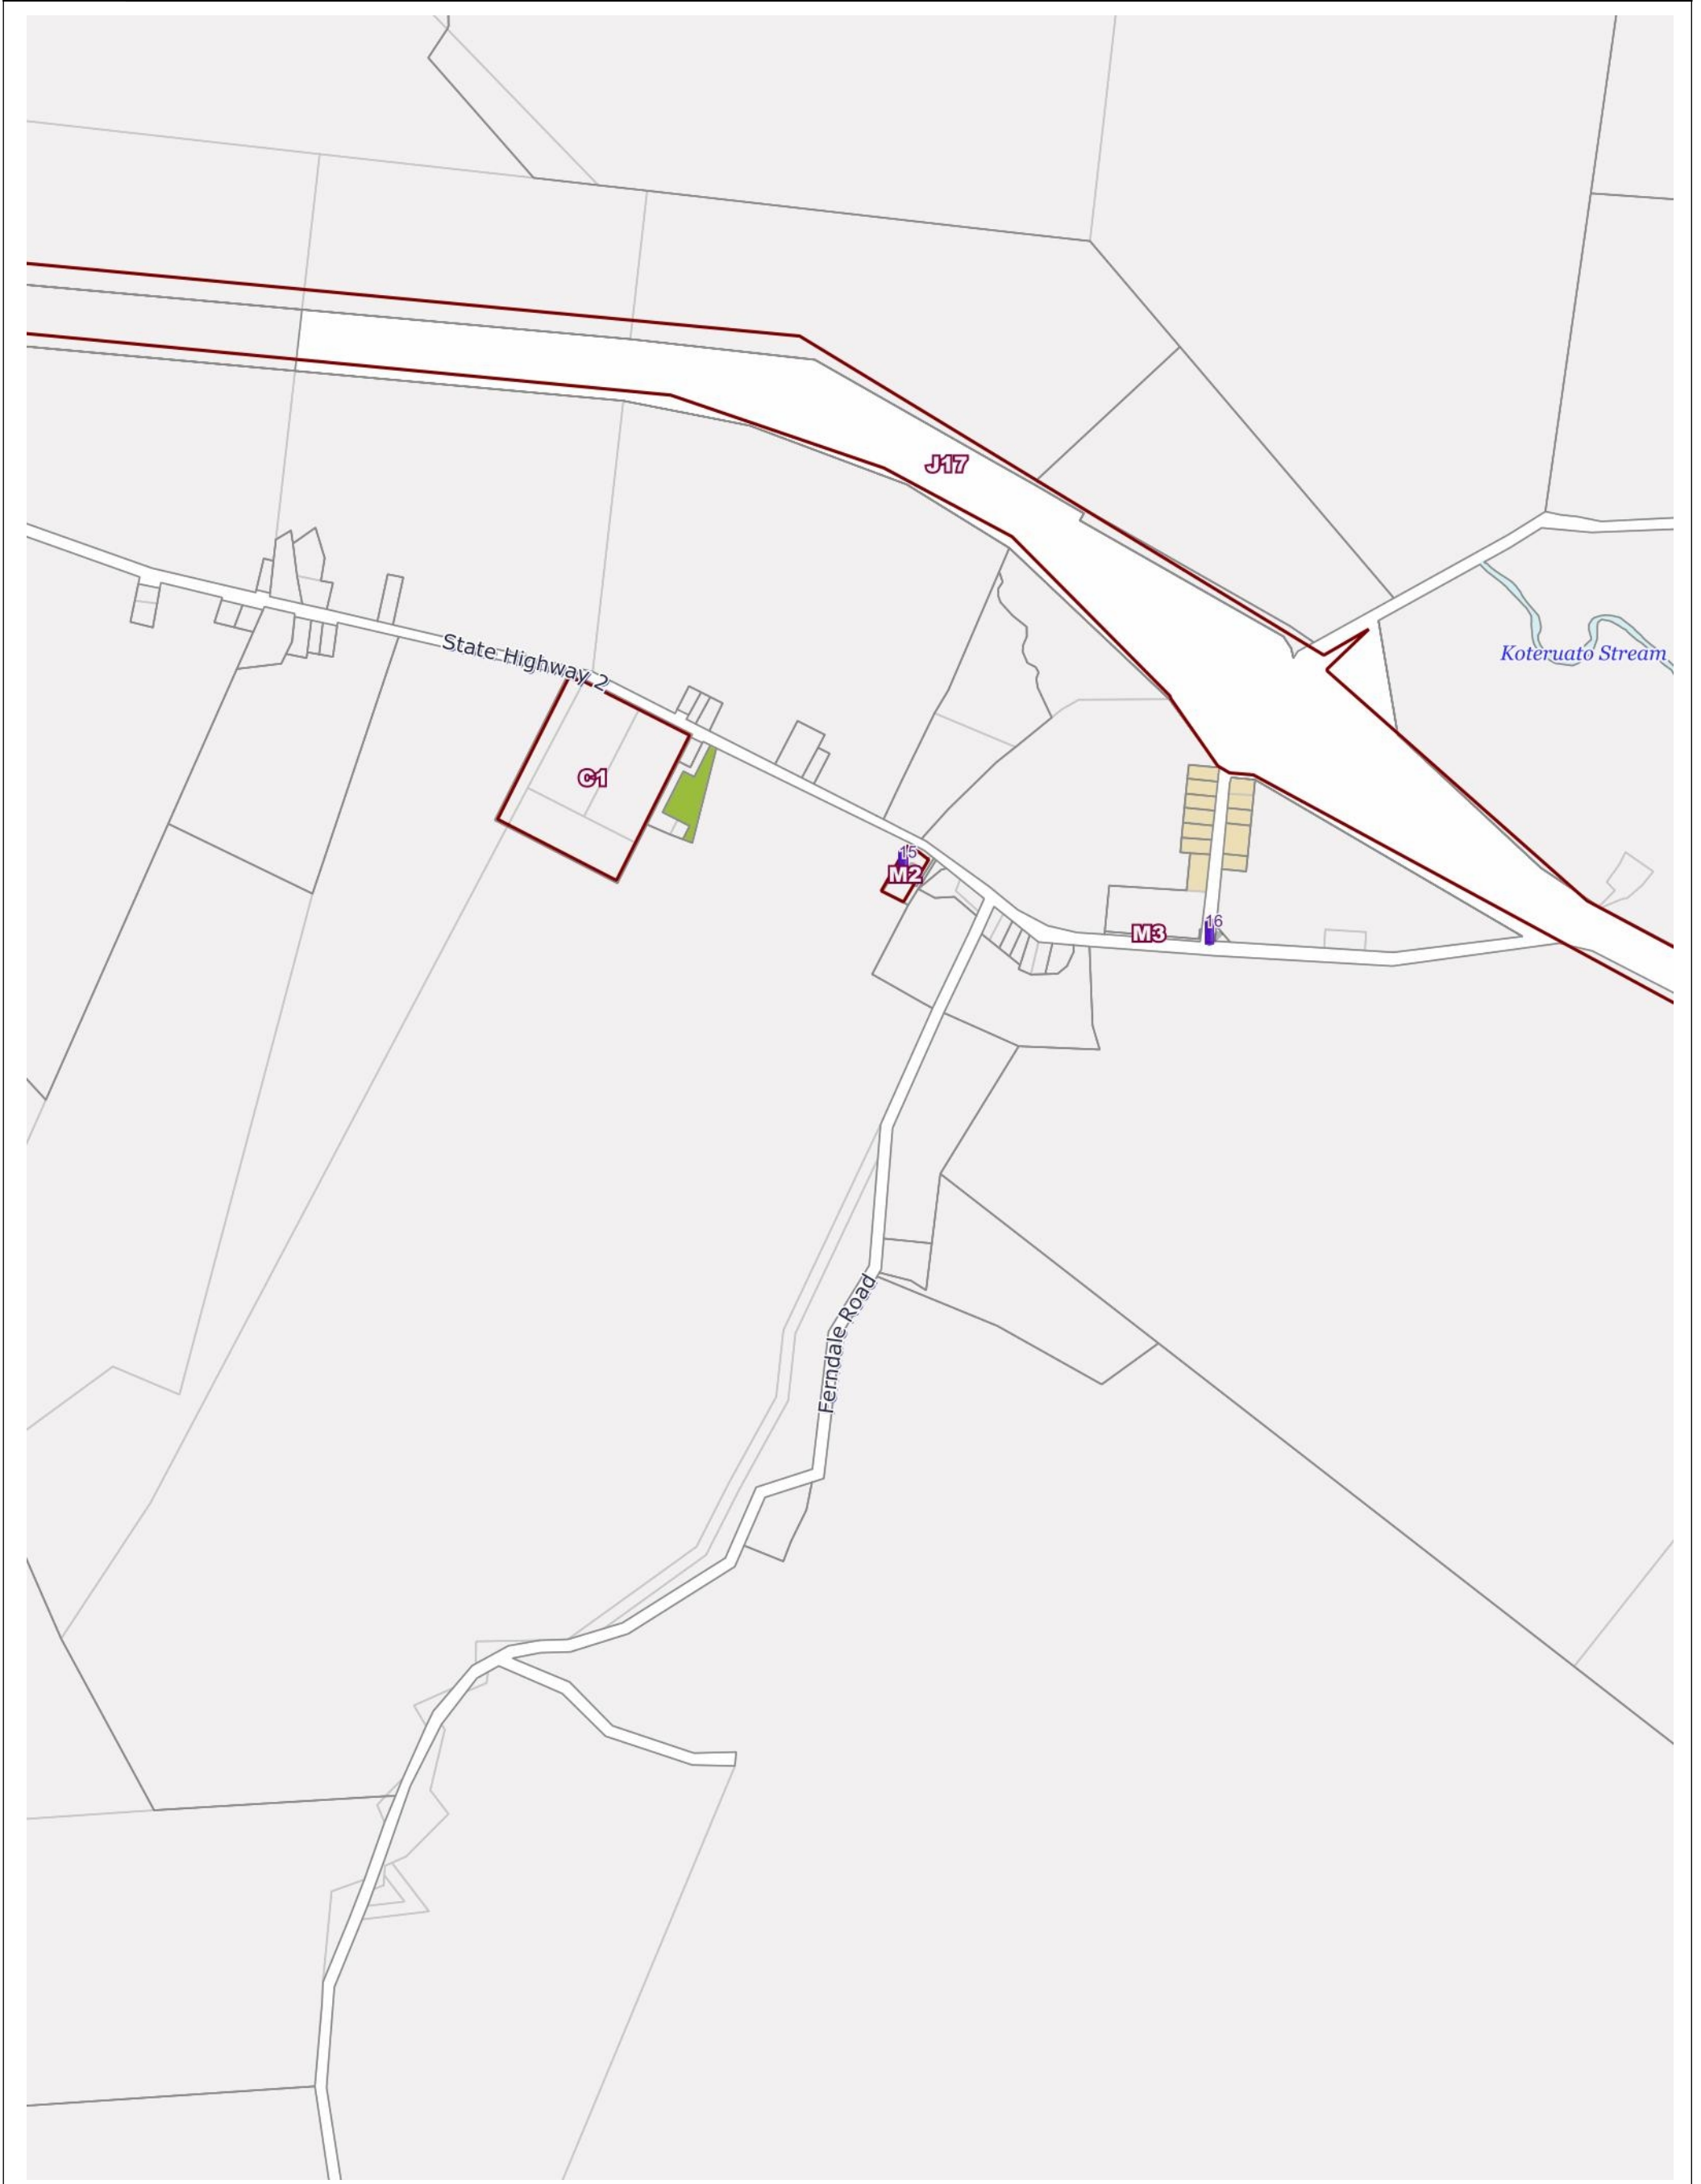 J17
State Highway 2
Koteruato Stream
C1
15
M2
16
M3
Ferndale Road